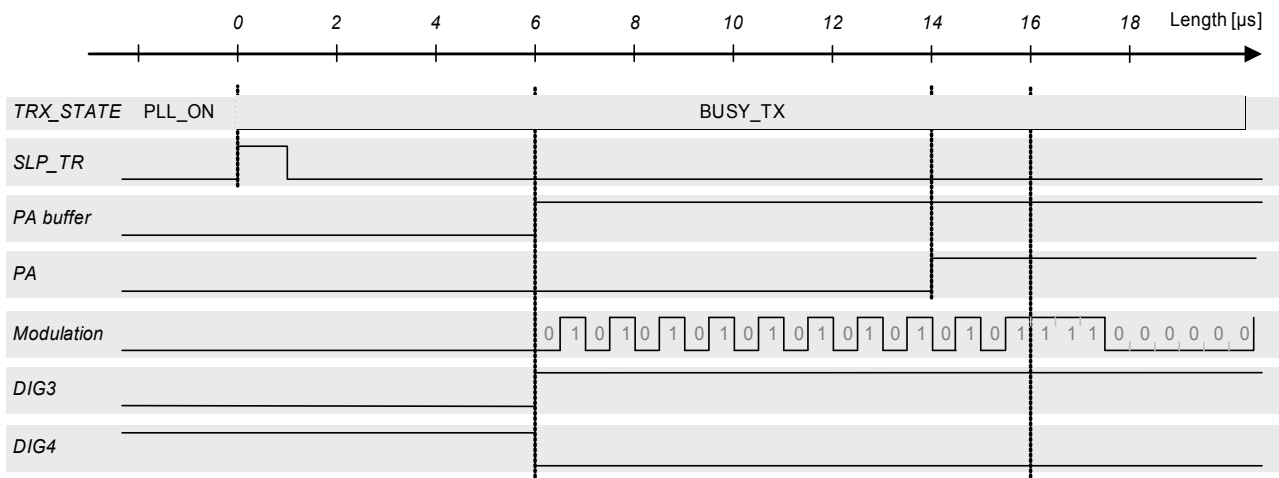 0 2 4 6 8 10 12 14 16 18 Length [µs]
TRX_STATE PLL_ON BUSY_TX
SLP_TR
PA buffer
PA
Modulation 0 1 0 1 0 1 0 1 0 1 0 1 0 1 0 1 0 1 0 1 1 1 1 0 0 0 0 0 0
DIG3
DIG4